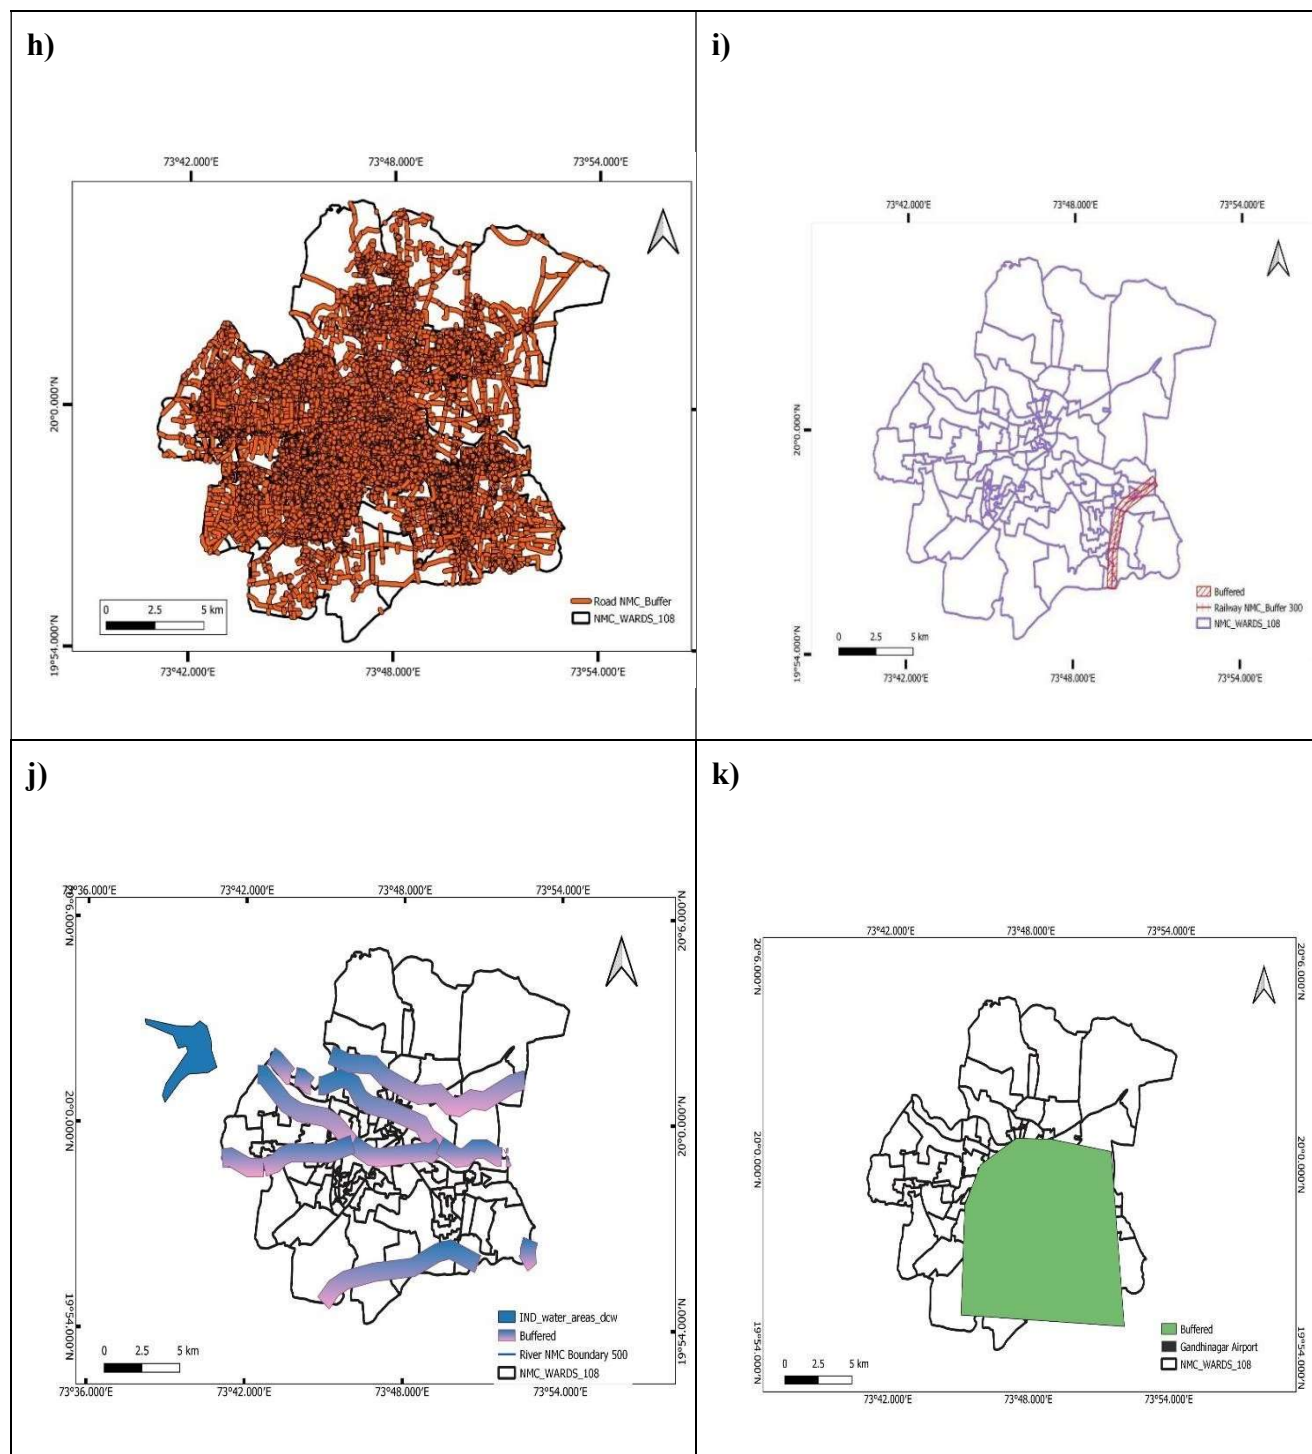 h)
73°42.000'E 73°48.000'E 73°54.000'E
20°0.000'N
19°54.000'N
0 2.5 5 km
Road NMC_Buffer
NMC_WARDS_108
73°42.000'E 73°48.000'E 73°54.000'E
i)
73°42.000'E 73°48.000'E 73°54.000'E
20°0.000'N
19°54.000'N
Buffered
Railway NMC_Buffer 300
NMC_WARDS_108
0 2.5 5 km
73°42.000'E 73°48.000'E 73°54.000'E
j)
73°36.000'E 73°42.000'E 73°48.000'E 73°54.000'E
20°6.000'N 20°6.000'N
20°0.000'N 20°0.000'N
19°54.000'N 19°54.000'N
IND_water_areas_dcw
Buffered
River NMC Boundary 500
NMC_WARDS_108
0 2.5 5 km
73°36.000'E 73°42.000'E 73°48.000'E 73°54.000'E
k)
73°42.000'E 73°48.000'E 73°54.000'E
20°6.000'N 20°6.000'N
20°0.000'N 20°0.000'N
19°54.000'N 19°54.000'N
Buffered
Gandhinagar Airport
NMC_WARDS_108
0 2.5 5 km
73°42.000'E 73°48.000'E 73°54.000'E